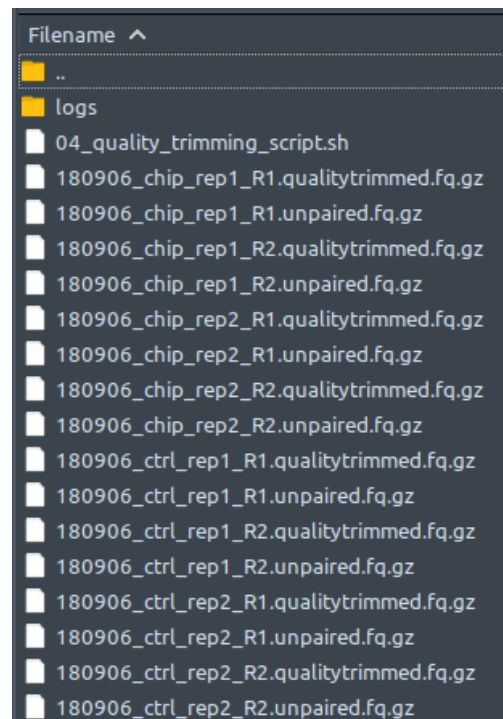 Filename
..
logs
04_quality_trimming_script.sh
180906_chip_rep1_R1.qualitytrimmed.fq.gz
180906_chip_rep1_R1.unpaired.fq.gz
180906_chip_rep1_R2.qualitytrimmed.fq.gz
180906_chip_rep1_R2.unpaired.fq.gz
180906_chip_rep2_R1.qualitytrimmed.fq.gz
180906_chip_rep2_R1.unpaired.fq.gz
180906_chip_rep2_R2.qualitytrimmed.fq.gz
180906_chip_rep2_R2.unpaired.fq.gz
180906_ctrl_rep1_R1.qualitytrimmed.fq.gz
180906_ctrl_rep1_R1.unpaired.fq.gz
180906_ctrl_rep1_R2.qualitytrimmed.fq.gz
180906_ctrl_rep1_R2.unpaired.fq.gz
180906_ctrl_rep2_R1.qualitytrimmed.fq.gz
180906_ctrl_rep2_R1.unpaired.fq.gz
180906_ctrl_rep2_R2.qualitytrimmed.fq.gz
180906_ctrl_rep2_R2.unpaired.fq.gz